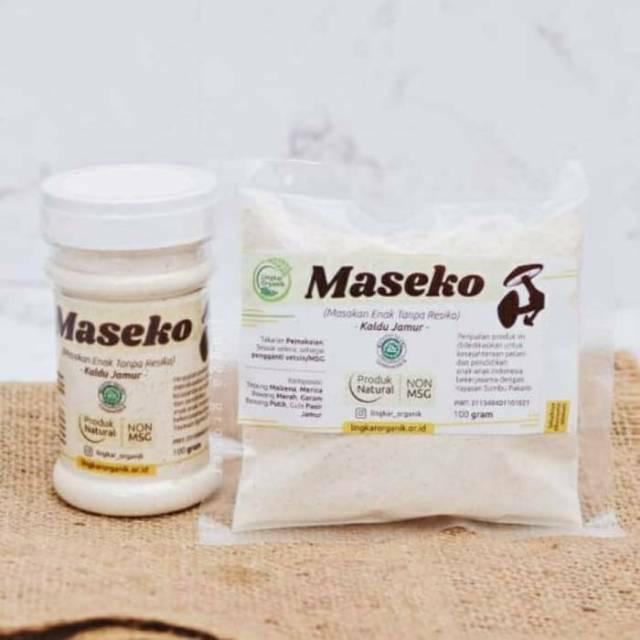 Maseko
(Masakan Enak Tanpa Resiko)
- Kaldu Jamur -
Produk
Natural
NON
MSG
100 gram
lingkar_organik
lingkarorganik.or.id
Lingkar
Organik
Maseko
(Masakan Enak Tanpa Resiko)
- Kaldu Jamur -
Takaran Pemakaian:
Sesuai selera, sebagai
pengganti vetsin/MSG
Komposisi:
Tepung Maizena, Merica
Bawang Merah, Garam
Bawang Putih, Gula Pasir
Jamur
Produk
Natural
NON
MSG
lingkar_organik
lingkarorganik.or.id
Penjualan produk ini
didedikasikan untuk
kesejahteraan petani
dan pendidikan
anak-anak Indonesia
bekerjasama dengan
Yayasan
100 gram